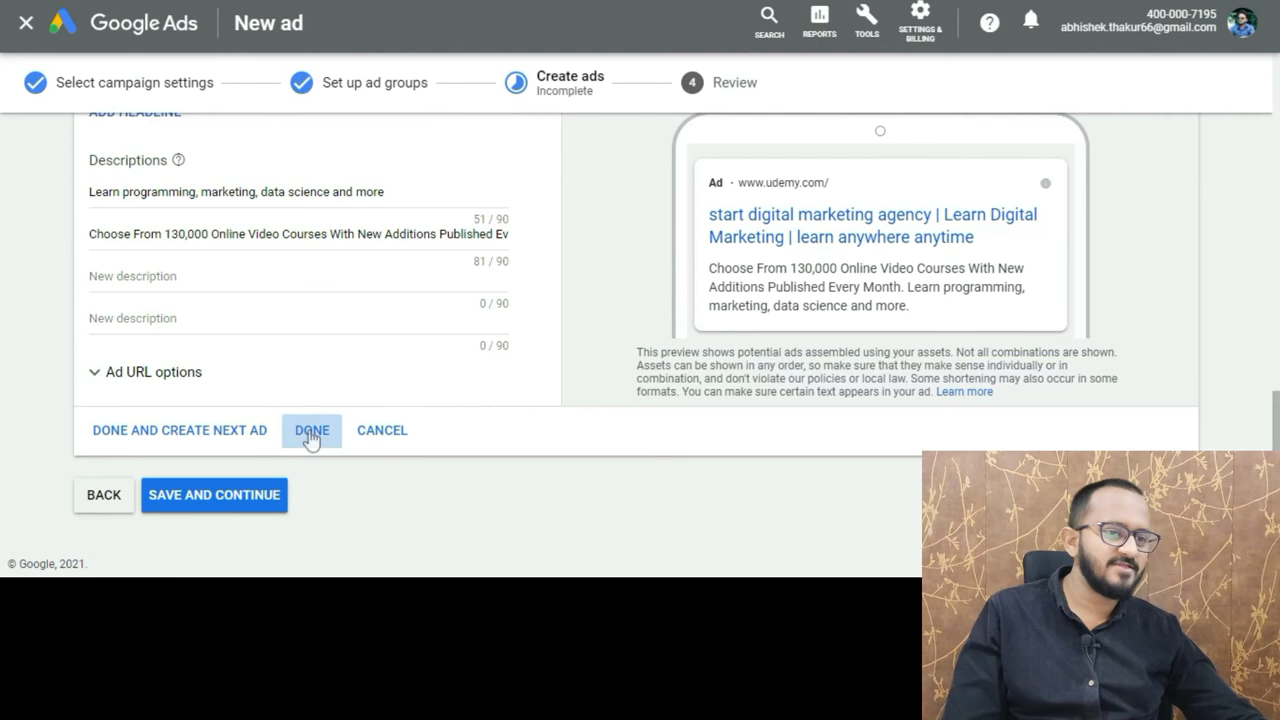 Google Ads
New ad
SEARCH
REPORTS
TOOLS
SETTINGS &
BILLING
400-000-7195
abhishek.thakur66@gmail.com
Select campaign settings
Set up ad groups
Create ads
Incomplete
4
Review
ADD HEADLINE
Descriptions
Learn programming, marketing, data science and more
51 / 90
Choose From 130,000 Online Video Courses With New Additions Published Ev
81 / 90
New description
0 / 90
New description
0 / 90
Ad URL options
Ad · www.udemy.com/
start digital marketing agency | Learn Digital
Marketing | learn anywhere anytime
Choose From 130,000 Online Video Courses With New
Additions Published Every Month. Learn programming,
marketing, data science and more.
This preview shows potential ads assembled using your assets. Not all combinations are shown.
Assets can be shown in any order, so make sure that they make sense individually or in
combination, and don't violate our policies or local law. Some shortening may also occur in some
formats. You can make sure certain text appears in your ad. Learn more
DONE AND CREATE NEXT AD
DONE
CANCEL
BACK
SAVE AND CONTINUE
© Google, 2021.